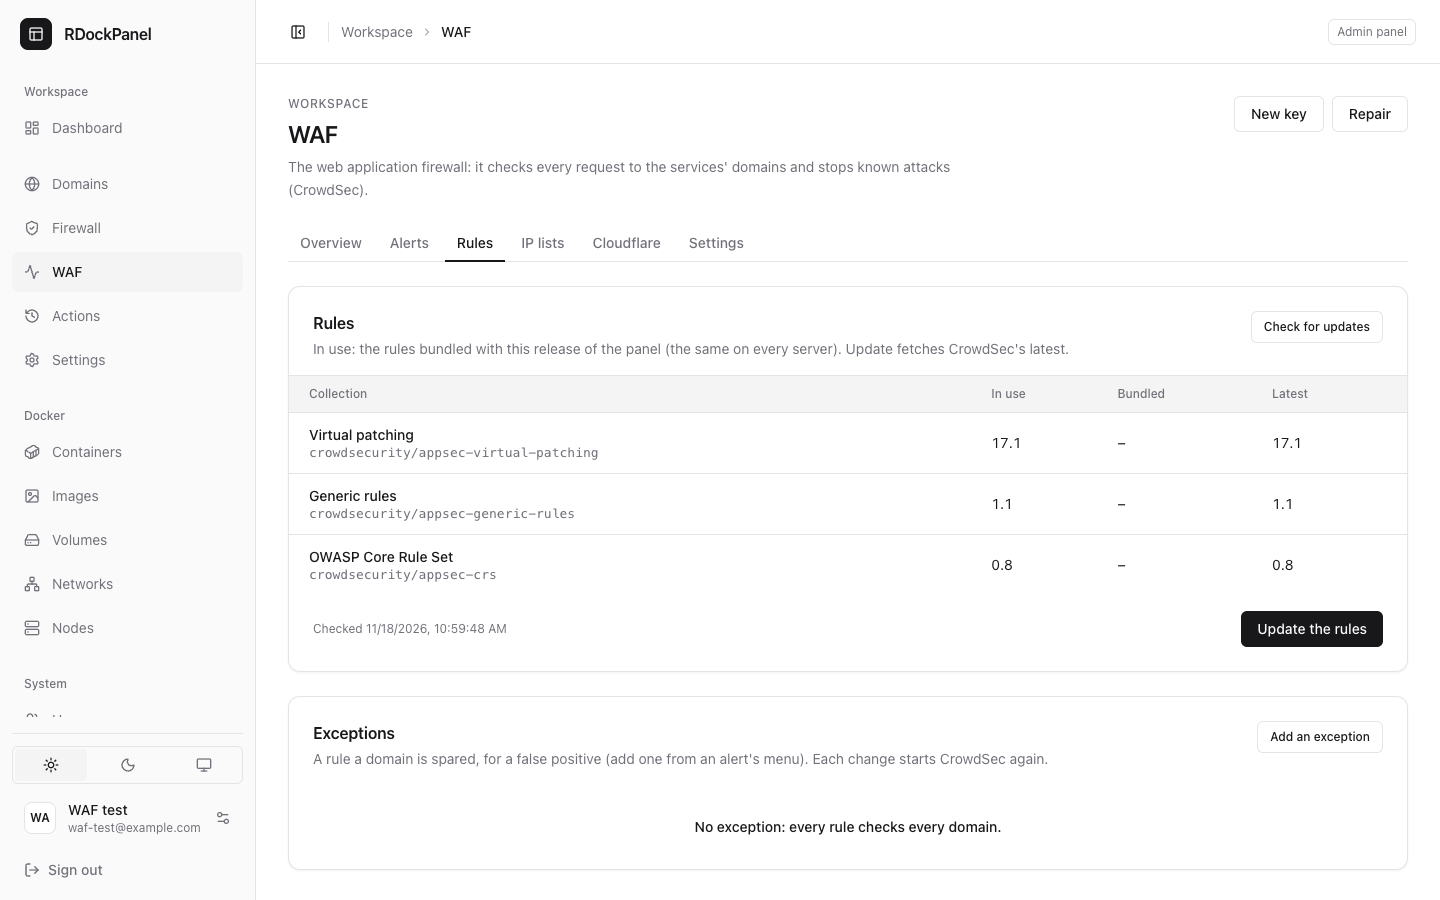 RDockPanel
Workspace
Dashboard
Domains
Firewall
WAF
Actions
Settings
Docker
Containers
Images
Volumes
Networks
Nodes
System
WA
WAF test
waf-test@example.com
Sign out
Workspace > WAF
Admin panel
WORKSPACE
WAF
The web application firewall: it checks every request to the services' domains and stops known attacks
(CrowdSec).
New key
Repair
Overview Alerts Rules IP lists Cloudflare Settings
Rules
In use: the rules bundled with this release of the panel (the same on every server). Update fetches CrowdSec's latest.
Check for updates
Collection In use Bundled Latest
Virtual patching
crowdsecurity/appsec-virtual-patching
17.1 – 17.1
Generic rules
crowdsecurity/appsec-generic-rules
1.1 – 1.1
OWASP Core Rule Set
crowdsecurity/appsec-crs
0.8 – 0.8
Checked 11/18/2026, 10:59:48 AM
Update the rules
Exceptions
A rule a domain is spared, for a false positive (add one from an alert's menu). Each change starts CrowdSec again.
Add an exception
No exception: every rule checks every domain.